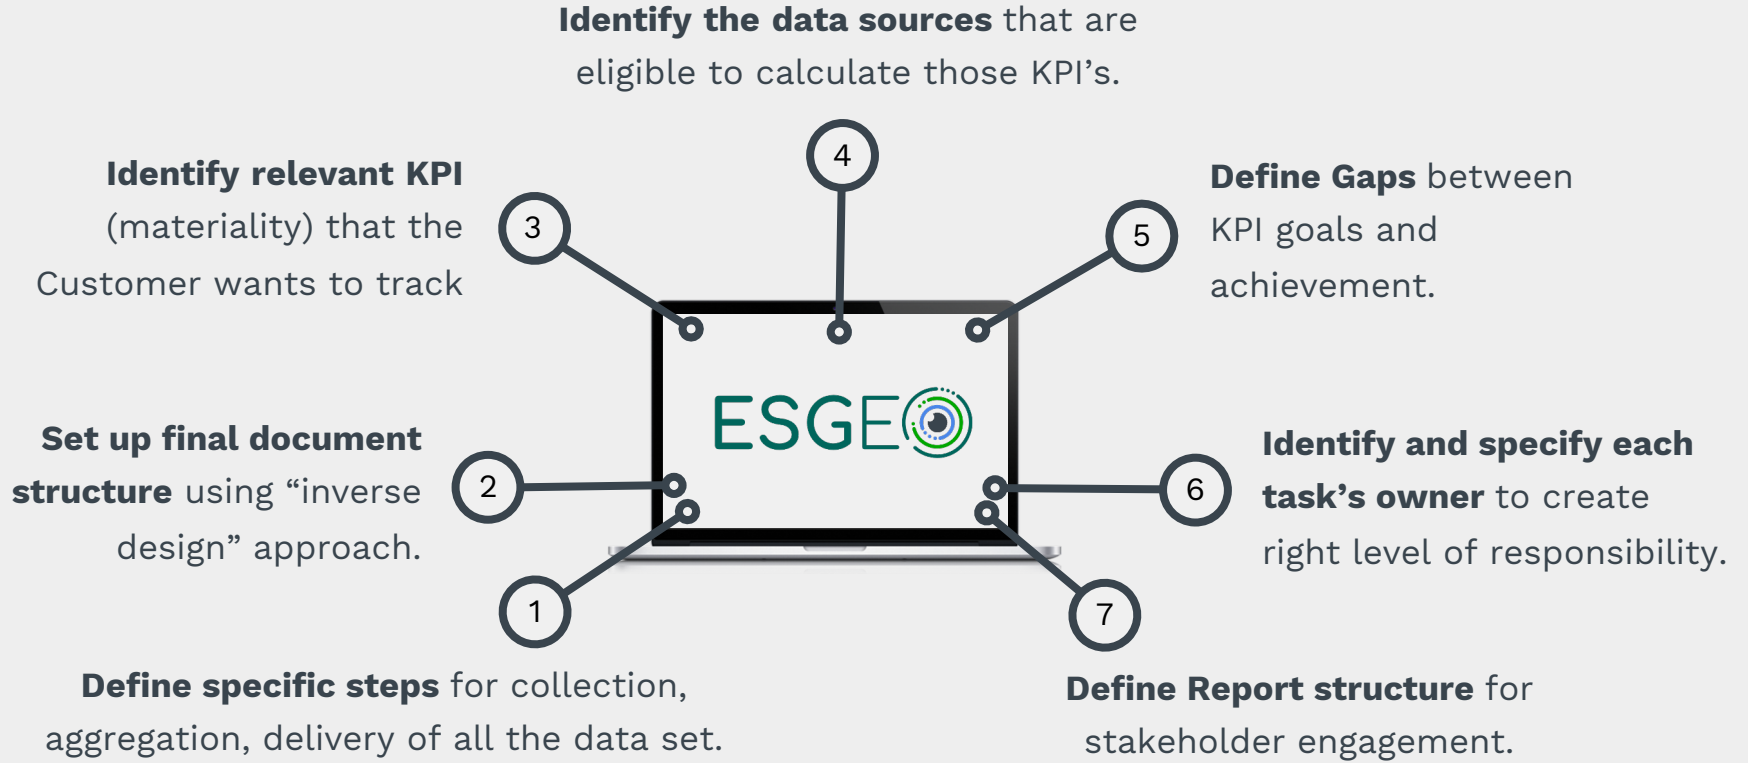 Identify the data sources that are
eligible to calculate those KPI’s.
4
Identify relevant KPI
(materiality) that the
Customer wants to track
3
5
Define Gaps between
KPI goals and
achievement.
ESGEO
Set up final document
structure using “inverse
design” approach.
2
6
Identify and specify each
task’s owner to create
right level of responsibility.
1
Define specific steps for collection,
aggregation, delivery of all the data set.
7
Define Report structure for
stakeholder engagement.